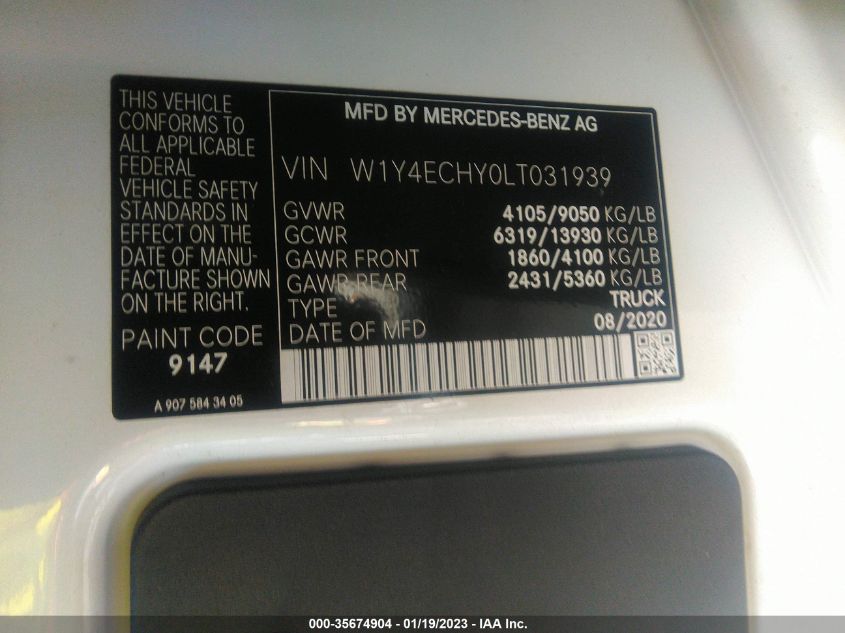 THIS VEHICLE
CONFORMS TO
ALL APPLICABLE
FEDERAL
VEHICLE SAFETY
STANDARDS IN
EFFECT ON THE
DATE OF MANU-
FACTURE SHOWN
ON THE RIGHT.
PAINT CODE
9147
A 907 584 34 05
MFD BY MERCEDES-BENZ AG
VIN W1Y4ECHY0LT031939
GVWR 4105/9050 KG/LB
GCWR 6319/13930 KG/LB
GAWR FRONT 1860/4100 KG/LB
GAWR REAR 2431/5360 KG/LB
TYPE TRUCK
DATE OF MFD 08/2020
000-35674904 - 01/19/2023 - IAA Inc.